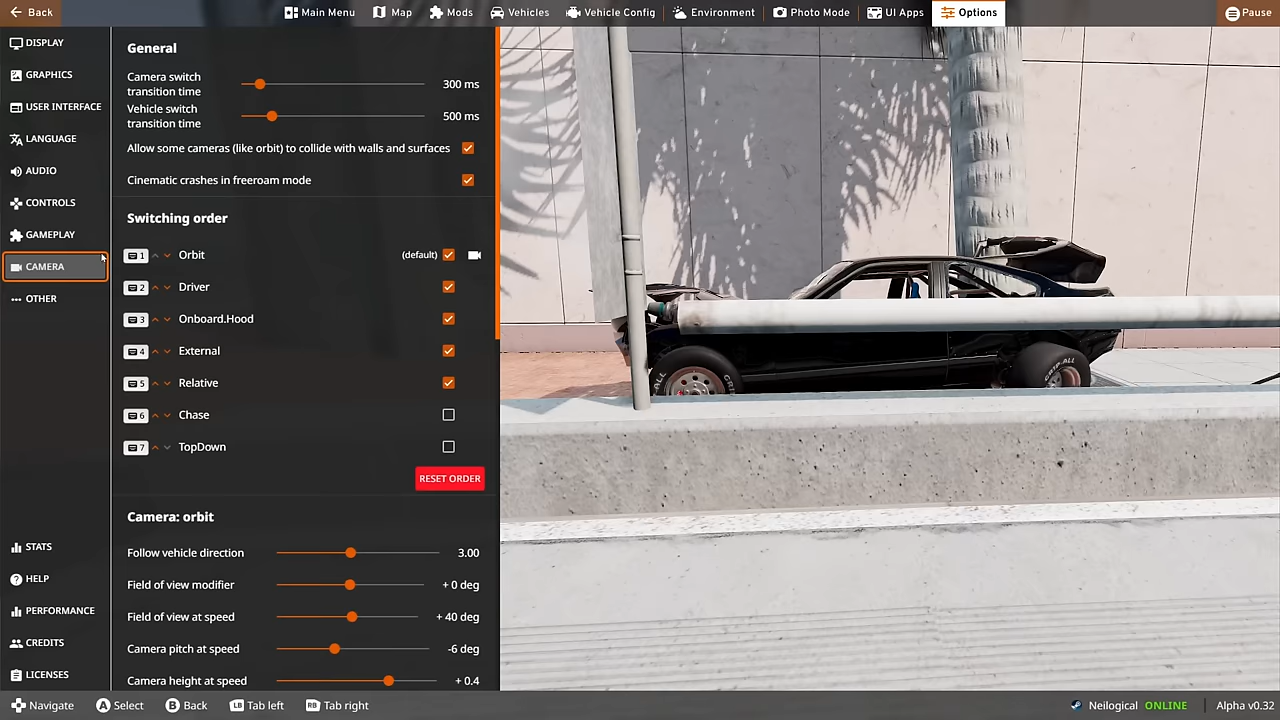 Back
Main Menu
Map
Mods
Vehicles
Vehicle Config
Environment
Photo Mode
UI Apps
Options
Pause
DISPLAY
GRAPHICS
USER INTERFACE
LANGUAGE
AUDIO
CONTROLS
GAMEPLAY
CAMERA
OTHER
STATS
HELP
PERFORMANCE
CREDITS
LICENSES
General
Camera switch
transition time
300 ms
Vehicle switch
transition time
500 ms
Allow some cameras (like orbit) to collide with walls and surfaces
Cinematic crashes in freeroam mode
Switching order
1 Orbit (default)
2 Driver
3 Onboard.Hood
4 External
5 Relative
6 Chase
7 TopDown
RESET ORDER
Camera: orbit
Follow vehicle direction 3.00
Field of view modifier + 0 deg
Field of view at speed + 40 deg
Camera pitch at speed -6 deg
Camera height at speed + 0.4
GRIP-ALL
Navigate
A Select
B Back
LB Tab left
RB Tab right
Neilogical ONLINE
Alpha v0.32